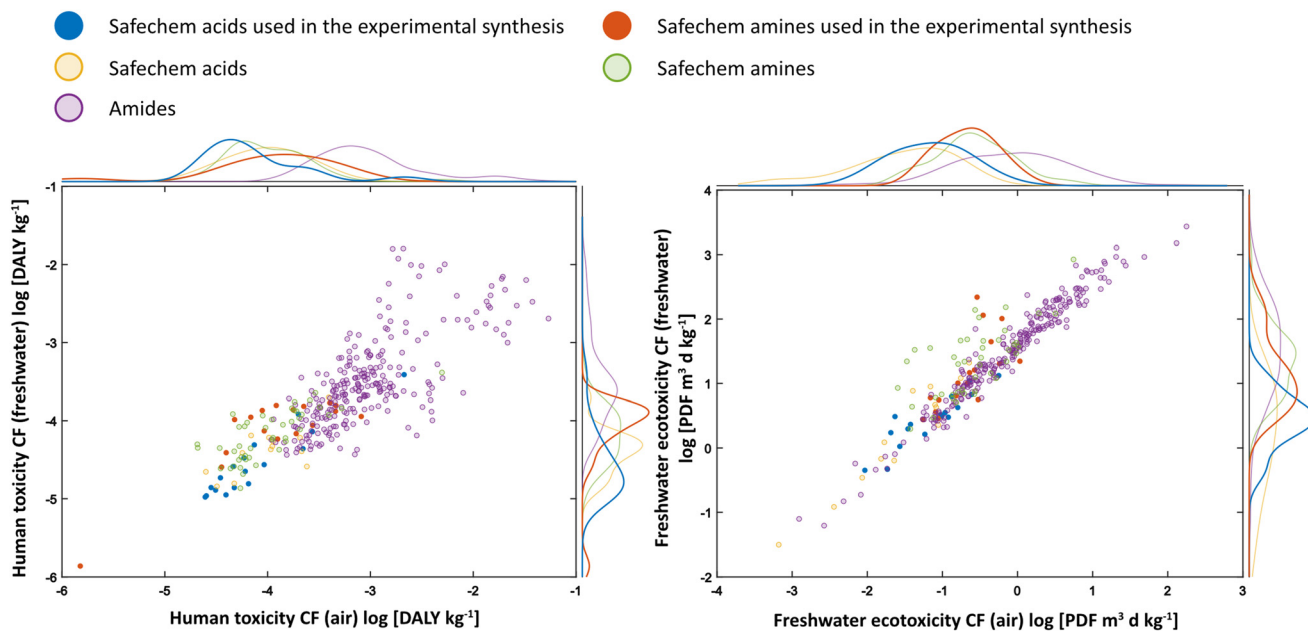 Safechem acids used in the experimental synthesis
Safechem amines used in the experimental synthesis
Safechem acids
Safechem amines
Amides
Human toxicity CF (freshwater) log [DALY kg⁻¹]
-1
-2
-3
-4
-5
-6
-6 -5 -4 -3 -2 -1
Human toxicity CF (air) log [DALY kg⁻¹]
Freshwater ecotoxicity CF (freshwater)
log [PDF m³ d kg⁻¹]
4
3
2
1
0
-1
-2
-4 -3 -2 -1 0 1 2 3
Freshwater ecotoxicity CF (air) log [PDF m³ d kg⁻¹]